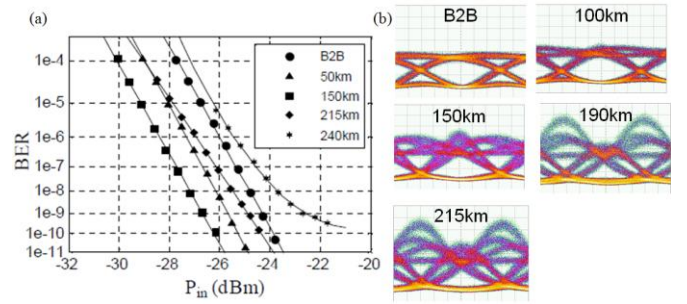 (a)
1e-4
1e-5
1e-6
1e-7
1e-8
1e-9
1e-10
1e-11
BER
-32
-30
-28
-26
-24
-22
-20
P_in (dBm)
B2B
50km
150km
215km
240km
(b)
B2B
100km
150km
190km
215km